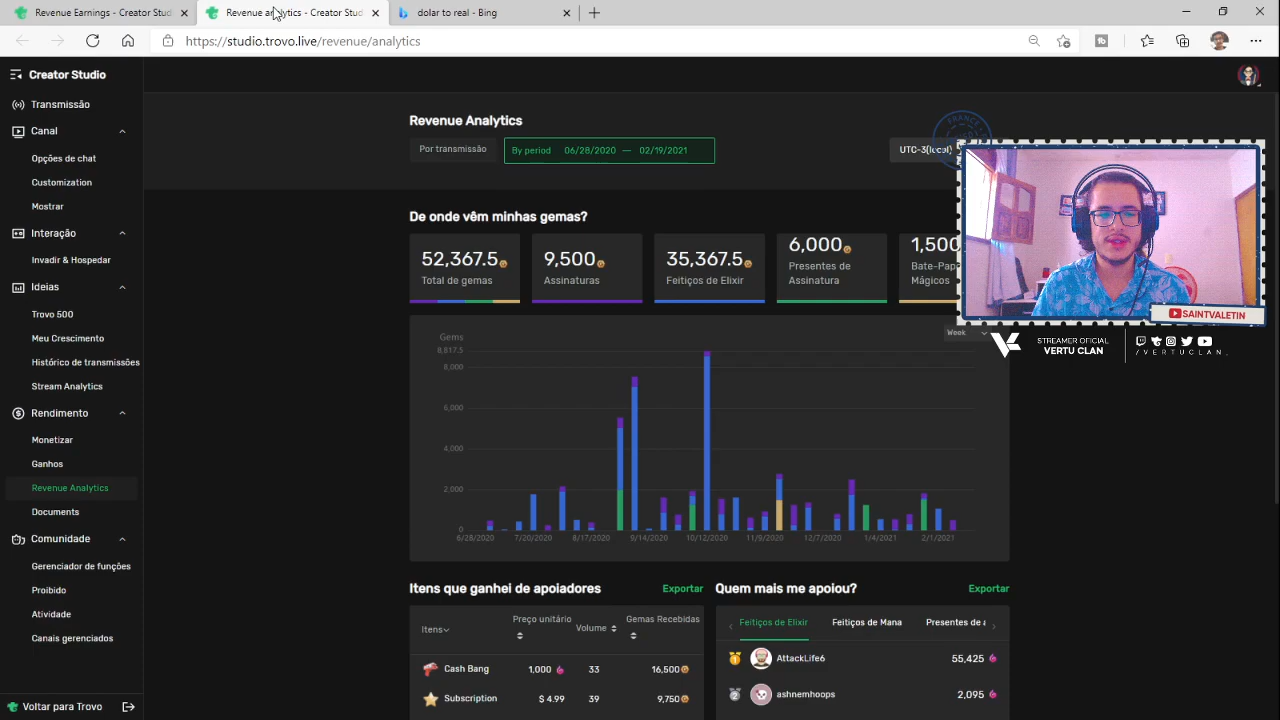 Revenue Earnings - Creator Studi
Revenue analytics - Creator Studi
dolar to real - Bing
https://studio.trovo.live/revenue/analytics
Creator Studio
Transmissão
Canal
Opções de chat
Customization
Mostrar
Interação
Invadir & Hospedar
Ideias
Trovo 500
Meu Crescimento
Histórico de transmissões
Stream Analytics
Rendimento
Monetizar
Ganhos
Revenue Analytics
Documents
Comunidade
Gerenciador de funções
Proibido
Atividade
Canais gerenciados
Voltar para Trovo
Revenue Analytics
Por transmissão
By period 06/28/2020 — 02/19/2021
UTC-3(local)
FRANCE
De onde vêm minhas gemas?
52,367.5
Total de gemas
9,500
Assinaturas
35,367.5
Feitiços de Elixir
6,000
Presentes de
Assinatura
1,500
Bate-Pap
Mágicos
SAINTVALETIN
STREAMER OFICIAL
VERTU CLAN
/VERTUCLAN.
Gems
Week
8,817.5
8,000
6,000
4,000
2,000
0
6/28/2020 7/20/2020 8/17/2020 9/14/2020 10/12/2020 11/9/2020 12/7/2020 1/4/2021 2/1/2021
Itens que ganhei de apoiadores Exportar
Itens Preço unitário Volume Gemas Recebidas
Cash Bang 1,000 33 16,500
Subscription $ 4.99 39 9,750
Quem mais me apoiou? Exportar
Feitiços de Elixir Feitiços de Mana Presentes de a
AttackLife6 55,425
ashnemhoops 2,095